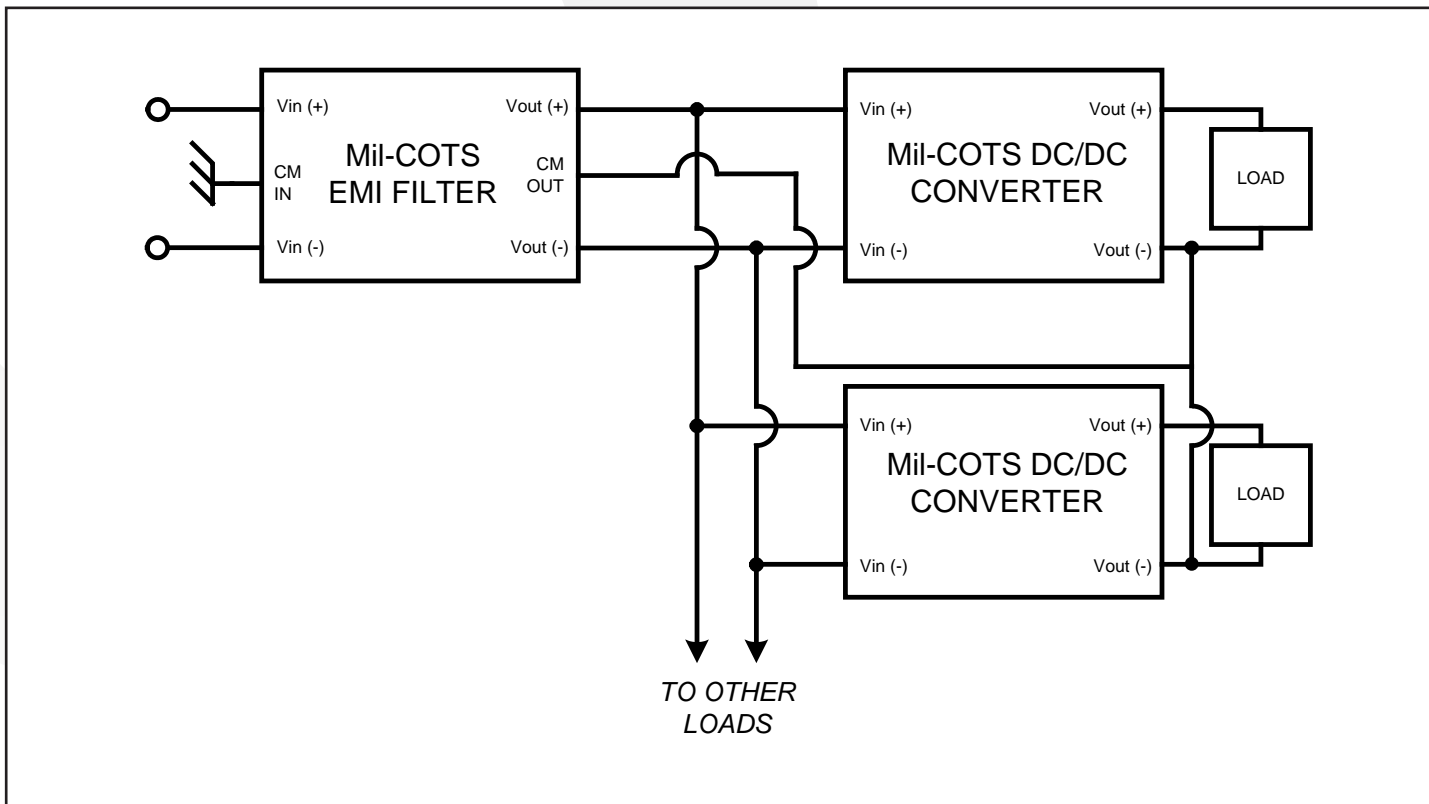 Vin (+)
CM
IN
Vin (-)
Mil-COTS
EMI FILTER
Vout (+)
CM
OUT
Vout (-)
Vin (+)
Vin (-)
Mil-COTS DC/DC
CONVERTER
Vout (+)
Vout (-)
LOAD
Vin (+)
Vin (-)
Mil-COTS DC/DC
CONVERTER
Vout (+)
Vout (-)
LOAD
TO OTHER
LOADS